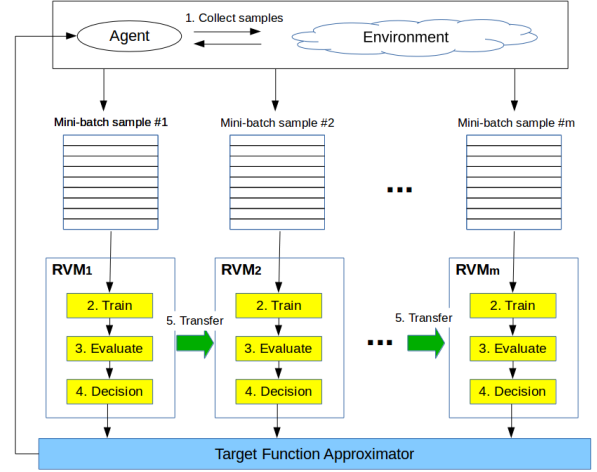 1. Collect samples
Agent
Environment
Mini-batch sample #1
Mini-batch sample #2
Mini-batch sample #m
...
RVM1
RVM2
RVMm
2. Train
2. Train
2. Train
5. Transfer
5. Transfer
3. Evaluate
3. Evaluate
...
3. Evaluate
4. Decision
4. Decision
4. Decision
Target Function Approximator